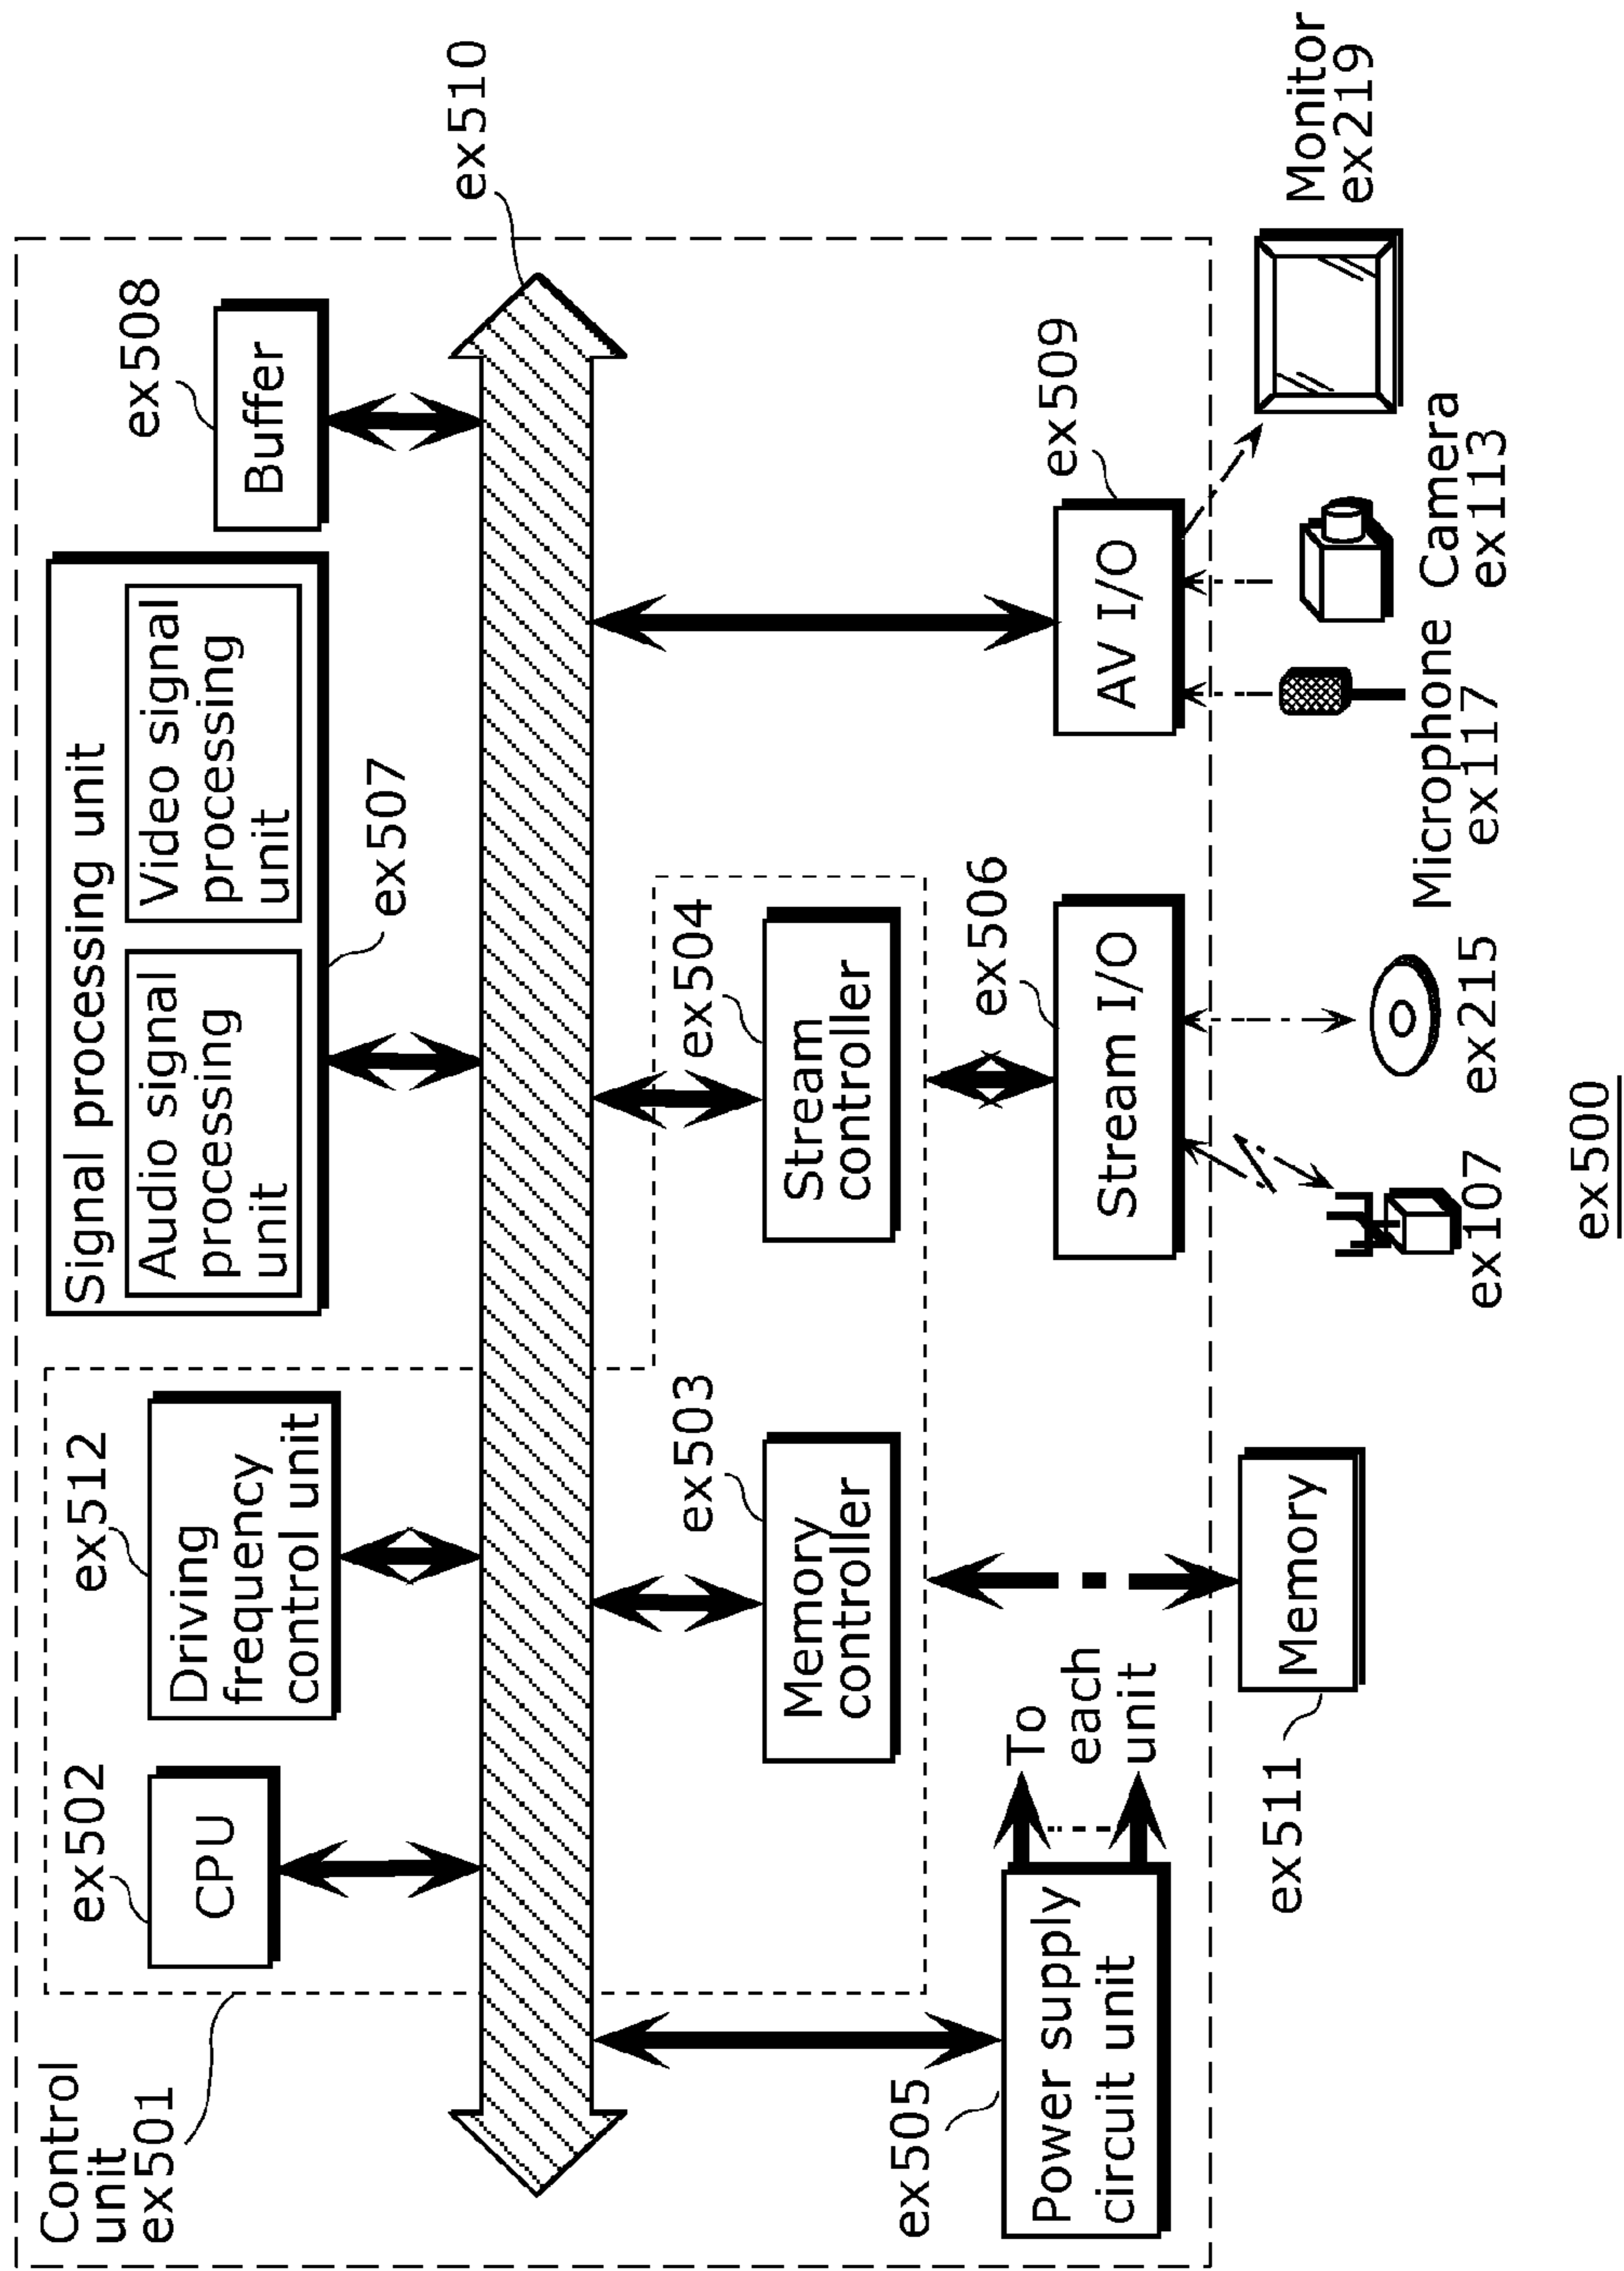 Control
unit
ex501
ex502
CPU
ex512
Driving
frequency
control unit
Signal processing unit
Audio signal
processing
unit
Video signal
processing
unit
ex507
ex508
Buffer
ex510
ex503
Memory
controller
ex504
Stream
controller
ex505
Power supply
circuit unit
To
each
unit
ex506
Stream I/O
ex509
AV I/O
ex511
Memory
ex107
ex215
Microphone
ex117
Camera
ex113
Monitor
ex219
ex500